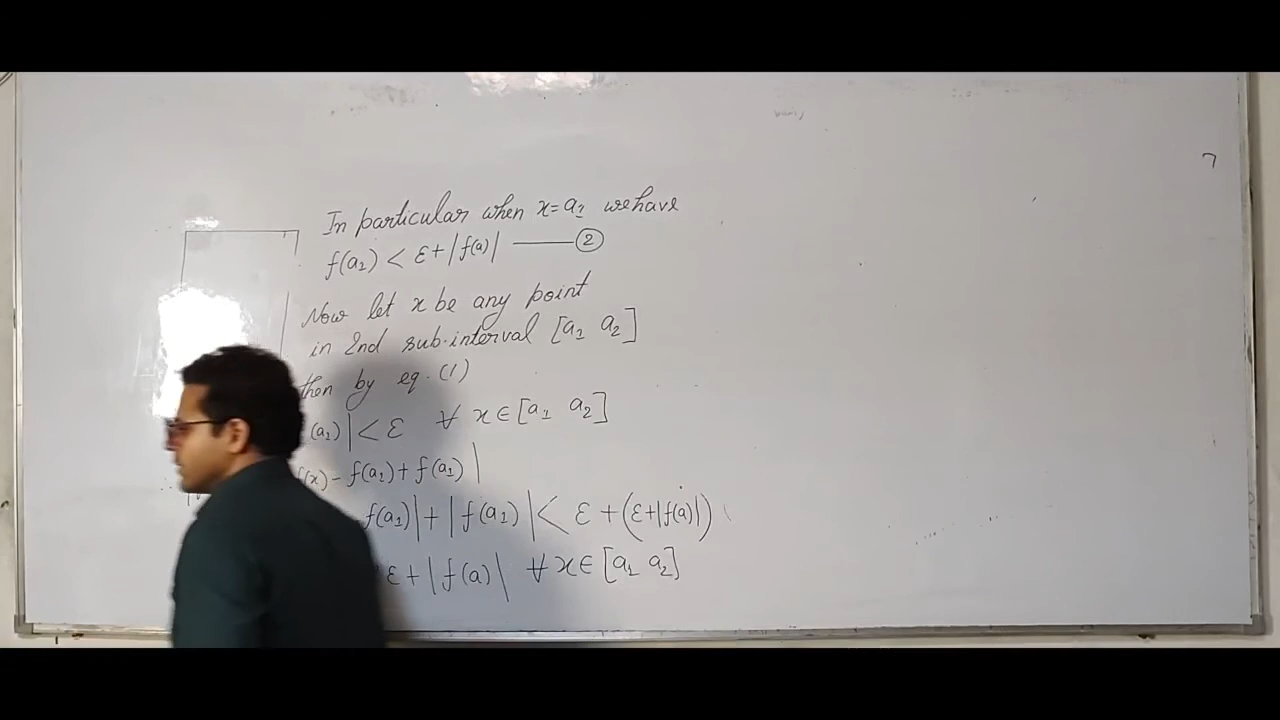 In particular when x=a₁ we have
f(a₁) < ε+|f(a)| ——— ②
Now let x be any point
in 2nd sub-interval [a₁ a₂]
then by eq.(1)
(a₁)| < ε ∀ x ∈ [a₁ a₂]
f(x) - f(a₁) + f(a₁)|
f(a₁)| + |f(a₁)| < ε + (ε+|f(a)|)
ε + |f(a)| ∀ x ∈ [a₁ a₂]